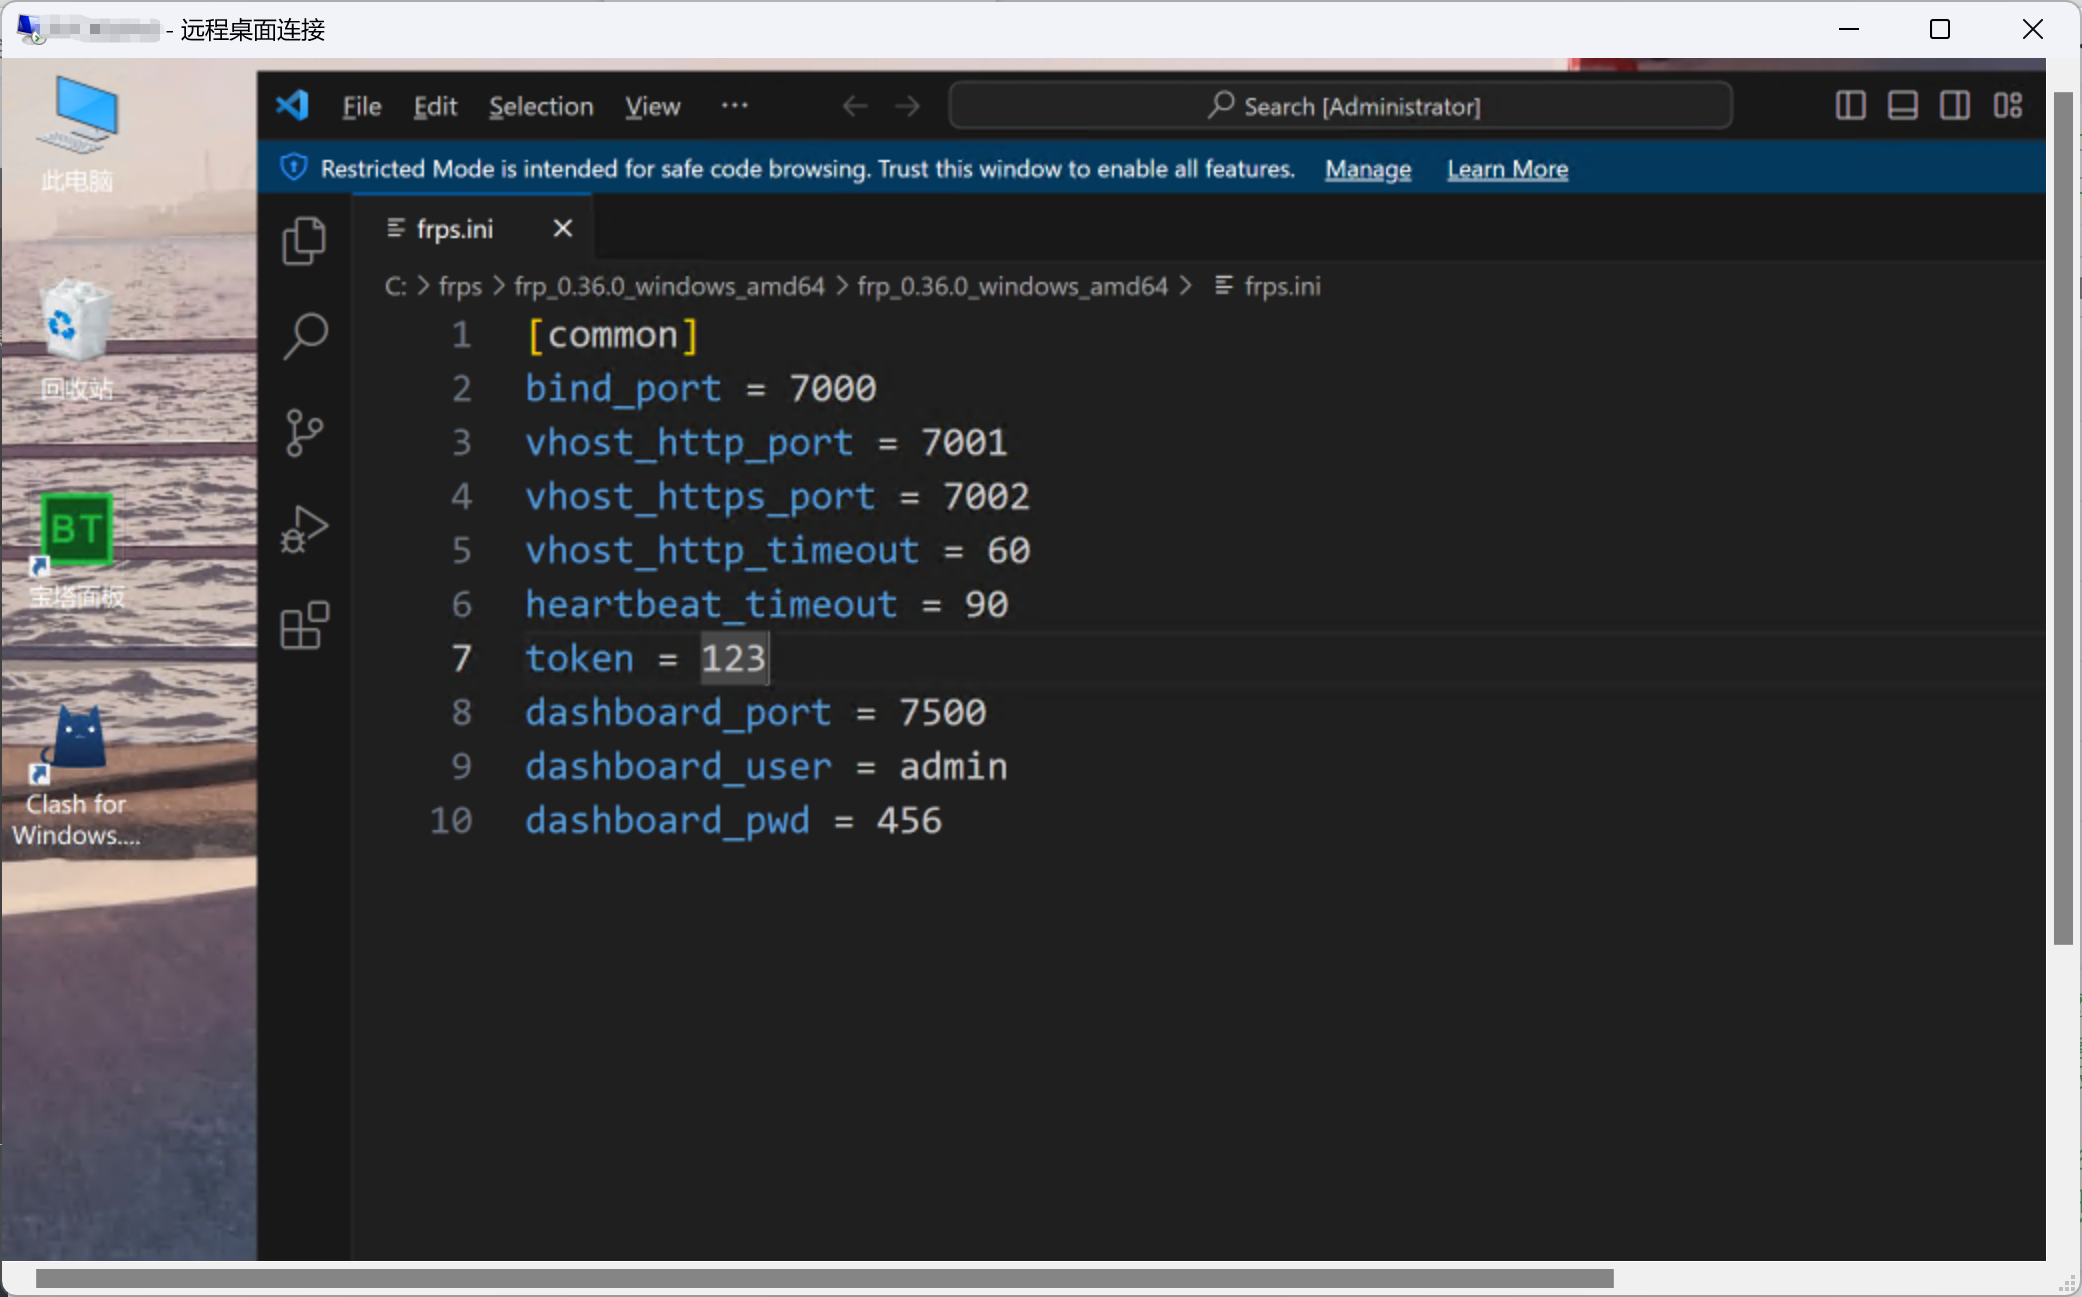 - 远程桌面连接
File Edit Selection View ··· Search [Administrator]
Restricted Mode is intended for safe code browsing. Trust this window to enable all features. Manage Learn More
frps.ini
C: > frps > frp_0.36.0_windows_amd64 > frp_0.36.0_windows_amd64 > frps.ini
1 [common]
2 bind_port = 7000
3 vhost_http_port = 7001
4 vhost_https_port = 7002
5 vhost_http_timeout = 60
6 heartbeat_timeout = 90
7 token = 123
8 dashboard_port = 7500
9 dashboard_user = admin
10 dashboard_pwd = 456
此电脑
回收站
BT
宝塔面板
Clash for
Windows....